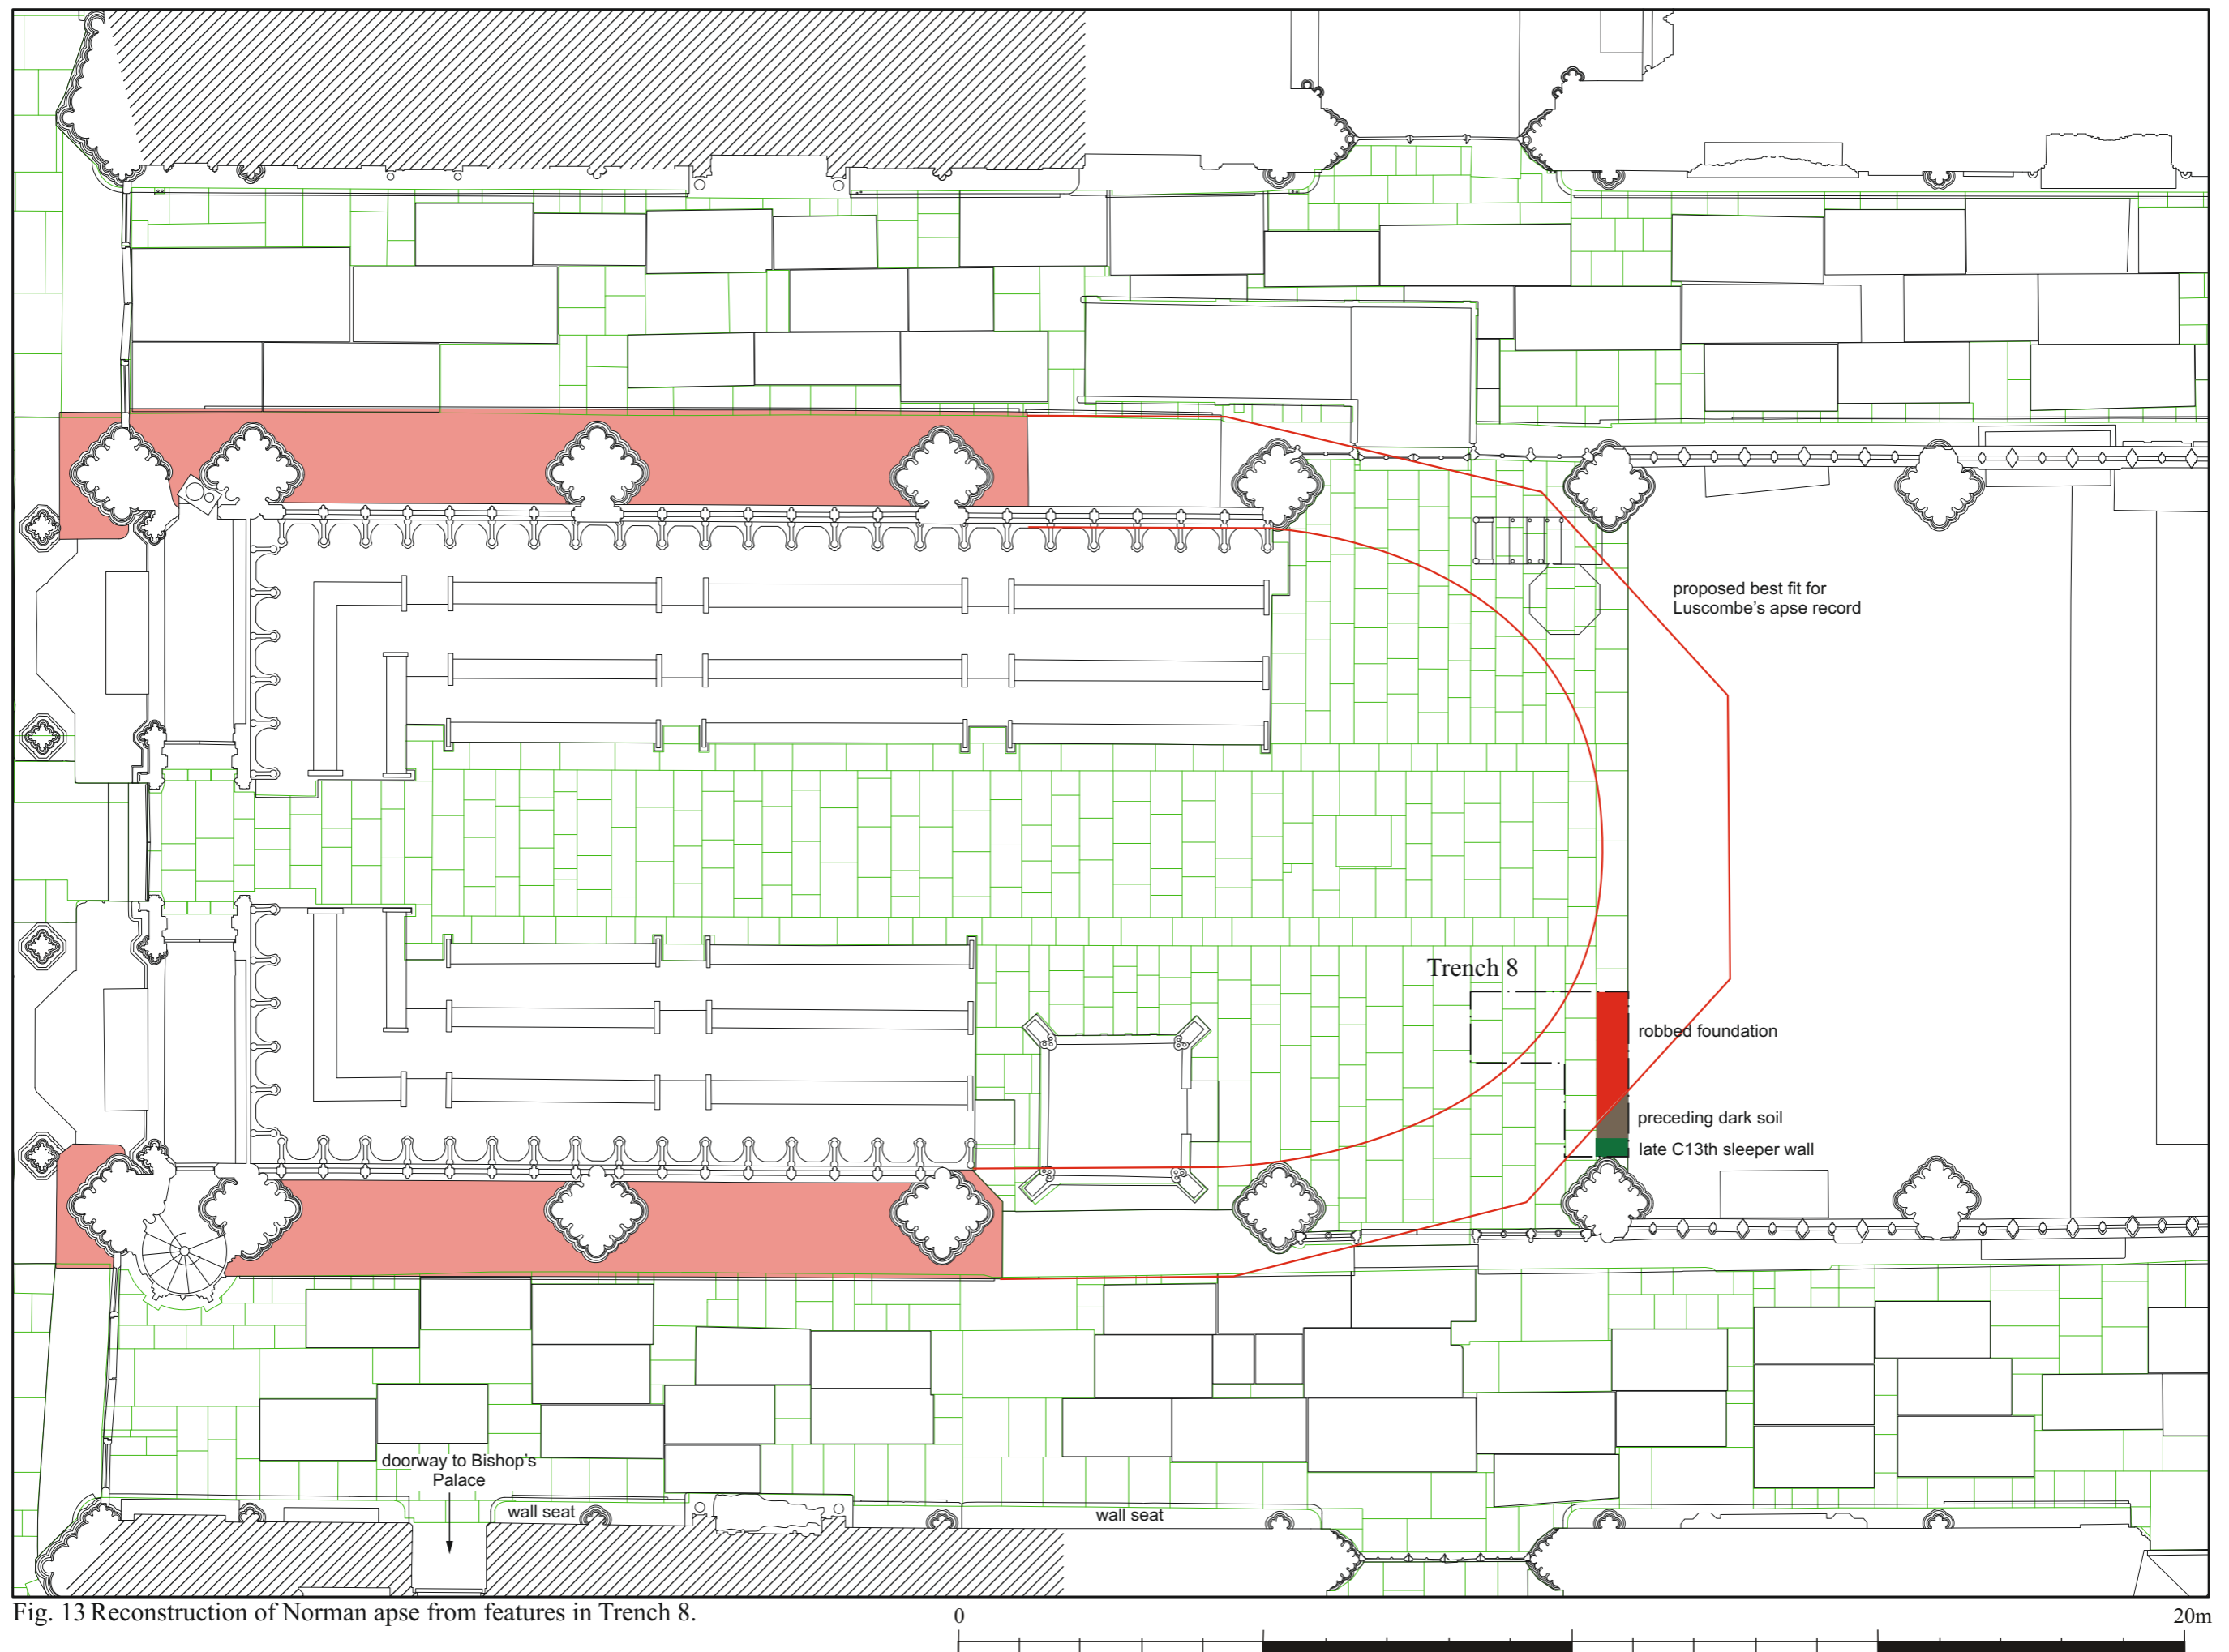 proposed best fit for
Luscombe's apse record
Trench 8
robbed foundation
preceding dark soil
late C13th sleeper wall
doorway to Bishop's
Palace
wall seat
wall seat
Fig. 13 Reconstruction of Norman apse from features in Trench 8.
0
20m